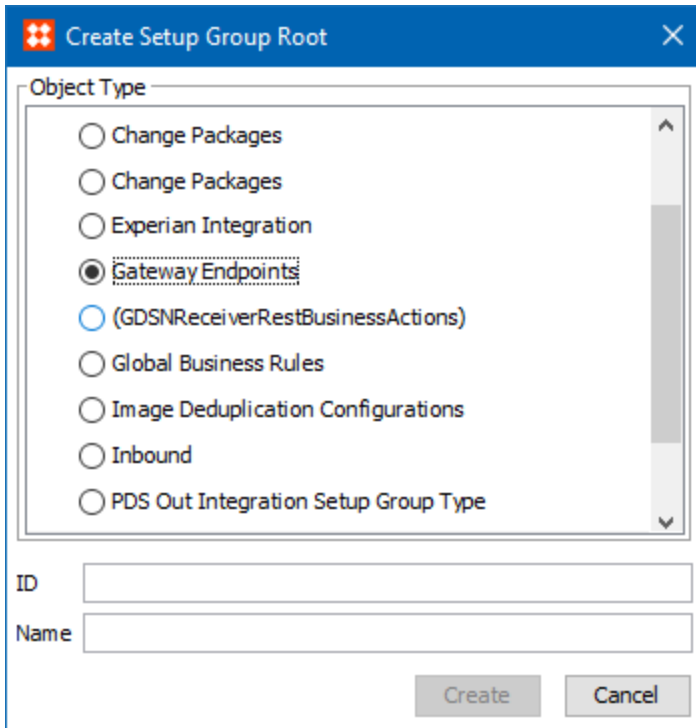 Create Setup Group Root
Object Type
Change Packages
Change Packages
Experian Integration
Gateway Endpoints
(GDSNReceiverRestBusinessActions)
Global Business Rules
Image Deduplication Configurations
Inbound
PDS Out Integration Setup Group Type
ID
Name
Create Cancel